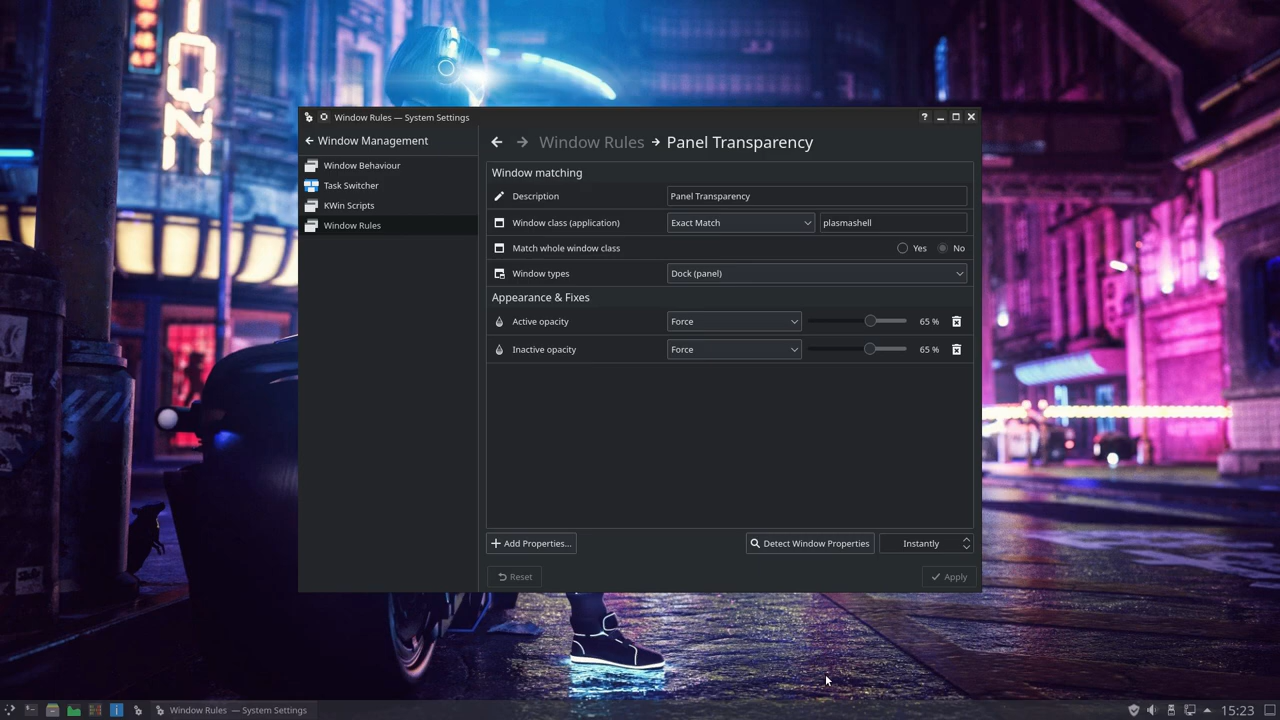 QN
Window Rules — System Settings
Window Management
Window Behaviour
Task Switcher
KWin Scripts
Window Rules
Window Rules
Panel Transparency
Window matching
Description
Panel Transparency
Window class (application)
Exact Match
plasmashell
Match whole window class
Yes
No
Window types
Dock (panel)
Appearance & Fixes
Active opacity
Force
65 %
Inactive opacity
Force
65 %
Add Properties...
Detect Window Properties
Instantly
Reset
Apply
Window Rules — System Settings
15:23